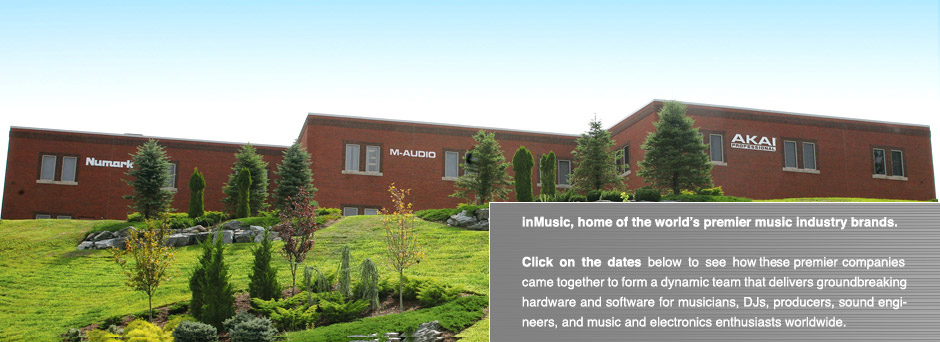 Numark
M-AUDIO
AKAI
PROFESSIONAL
inMusic, home of the world's premier music industry brands.
Click on the dates below to see how these premier companies
came together to form a dynamic team that delivers groundbreaking
hardware and software for musicians, DJs, producers, sound engi-
neers, and music and electronics enthusiasts worldwide.